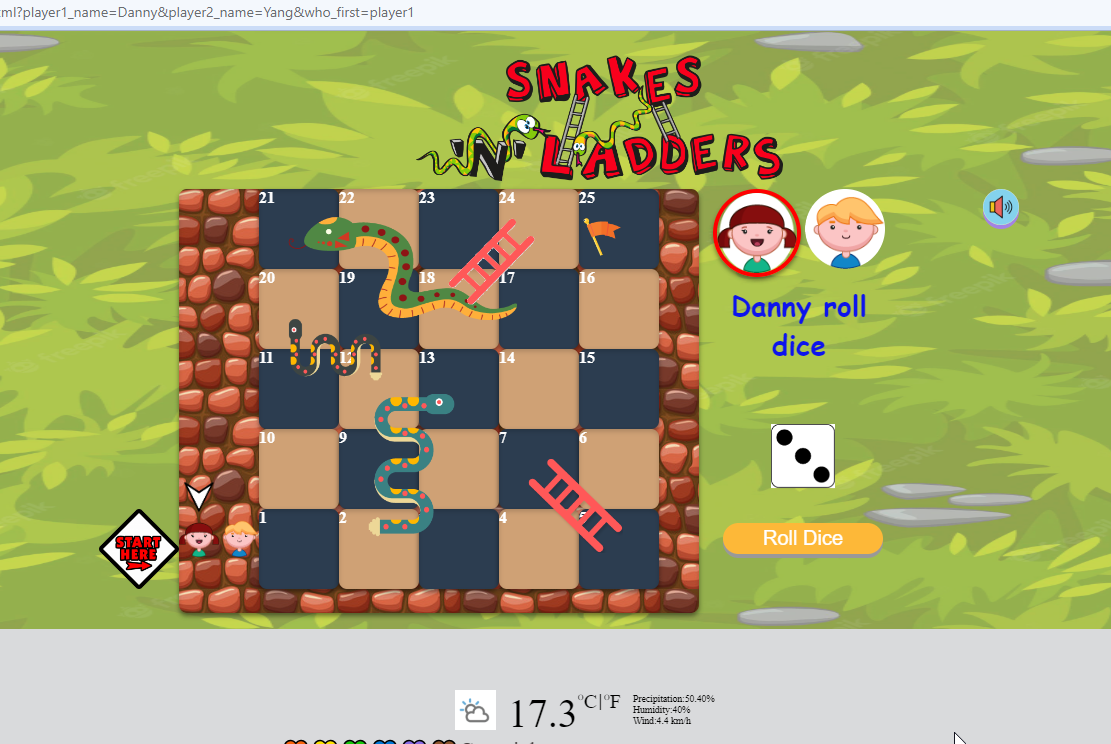 ml?player1_name=Danny&player2_name=Yang&who_first=player1
SNAKES
'N' LADDERS
21 22 23 24 25
20 19 18 17 16
11 12 13 14 15
10 9 7 6
1 2 4 5
START
HERE
Danny roll
dice
Roll Dice
17.3 °C|°F
Precipitation:50.40%
Humidity:40%
Wind:4.4 km/h